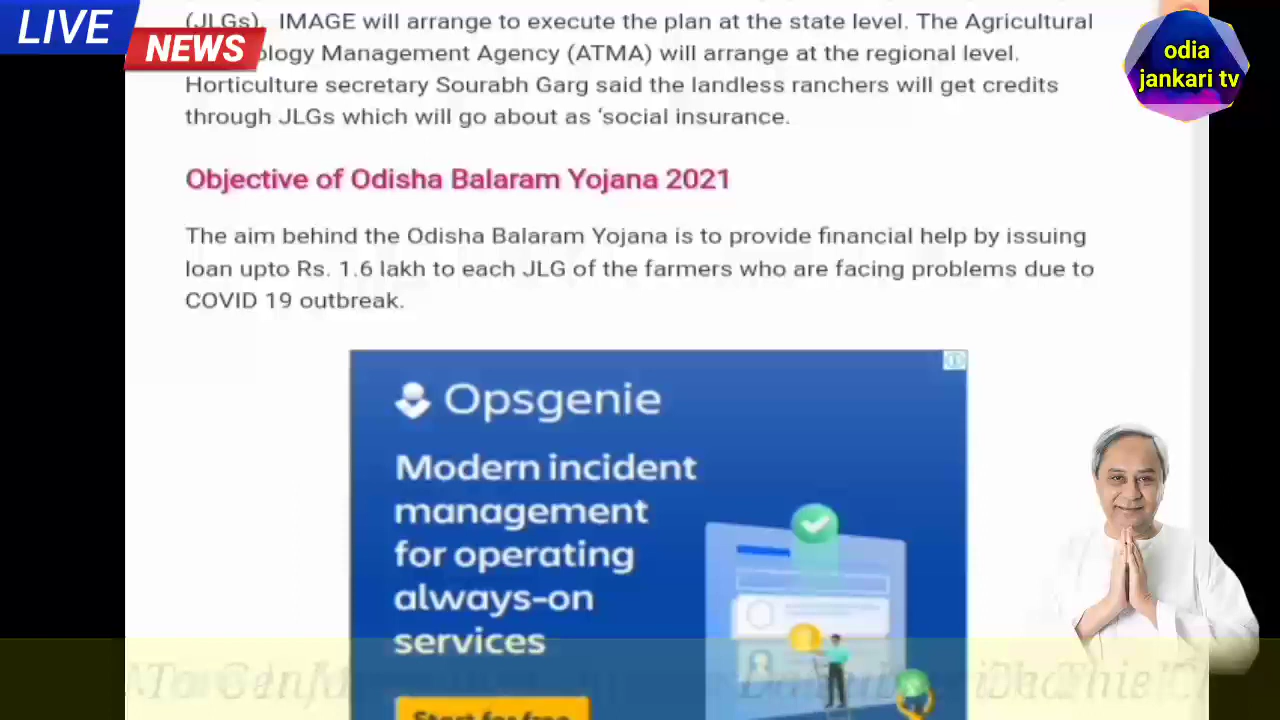 LIVE
NEWS
odia
jankari tv
(JLGs). IMAGE will arrange to execute the plan at the state level. The Agricultural
ology Management Agency (ATMA) will arrange at the regional level.
Horticulture secretary Sourabh Garg said the landless ranchers will get credits
through JLGs which will go about as ‘social insurance.
Objective of Odisha Balaram Yojana 2021
The aim behind the Odisha Balaram Yojana is to provide financial help by issuing
loan upto Rs. 1.6 lakh to each JLG of the farmers who are facing problems due to
COVID 19 outbreak.
Opsgenie
Modern incident
management
for operating
always-on
services
Start for free